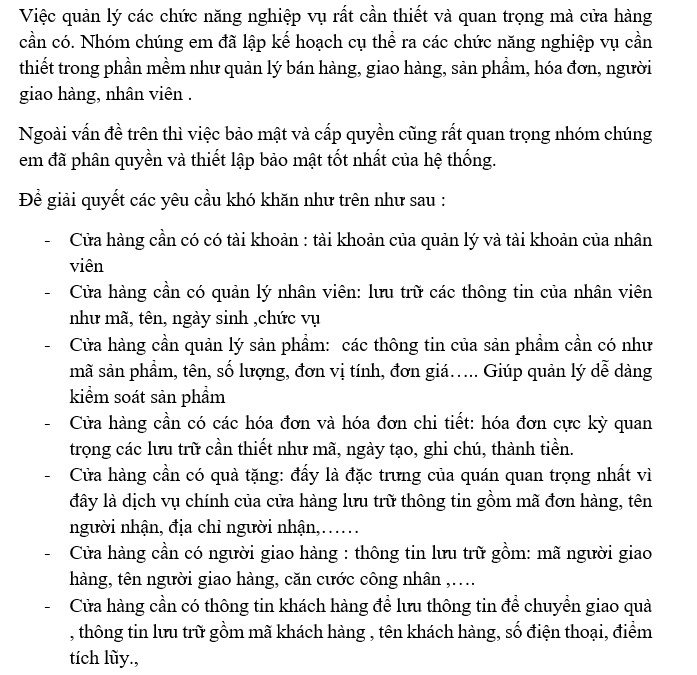 Việc quản lý các chức năng nghiệp vụ rất cần thiết và quan trọng mà cửa hàng
cần có. Nhóm chúng em đã lập kế hoạch cụ thể ra các chức năng nghiệp vụ cần
thiết trong phần mềm như quản lý bán hàng, giao hàng, sản phẩm, hóa đơn, người
giao hàng, nhân viên .
Ngoài vấn đề trên thì việc bảo mật và cấp quyền cũng rất quan trọng nhóm chúng
em đã phân quyền và thiết lập bảo mật tốt nhất của hệ thống.
Để giải quyết các yêu cầu khó khăn như trên như sau :
- Cửa hàng cần có có tài khoản : tài khoản của quản lý và tài khoản của nhân
viên
- Cửa hàng cần có quản lý nhân viên: lưu trữ các thông tin của nhân viên
như mã, tên, ngày sinh ,chức vụ
- Cửa hàng cần quản lý sản phẩm:  các thông tin của sản phẩm cần có như
mã sản phẩm, tên, số lượng, đơn vị tính, đơn giá….. Giúp quản lý dễ dàng
kiểm soát sản phẩm
- Cửa hàng cần có các hóa đơn và hóa đơn chi tiết: hóa đơn cực kỳ quan
trọng các lưu trữ cần thiết như mã, ngày tạo, ghi chú, thành tiền.
- Cửa hàng cần có quà tặng: đấy là đặc trưng của quán quan trọng nhất vì
đây là dịch vụ chính của cửa hàng lưu trữ thông tin gồm mã đơn hàng, tên
người nhận, địa chỉ người nhận,……
- Cửa hàng cần có người giao hàng : thông tin lưu trữ gồm: mã người giao
hàng, tên người giao hàng, căn cước công nhân ,….
- Cửa hàng cần có thông tin khách hàng để lưu thông tin để chuyển giao quà
, thông tin lưu trữ gồm mã khách hàng , tên khách hàng, số điện thoại, điểm
tích lũy.,